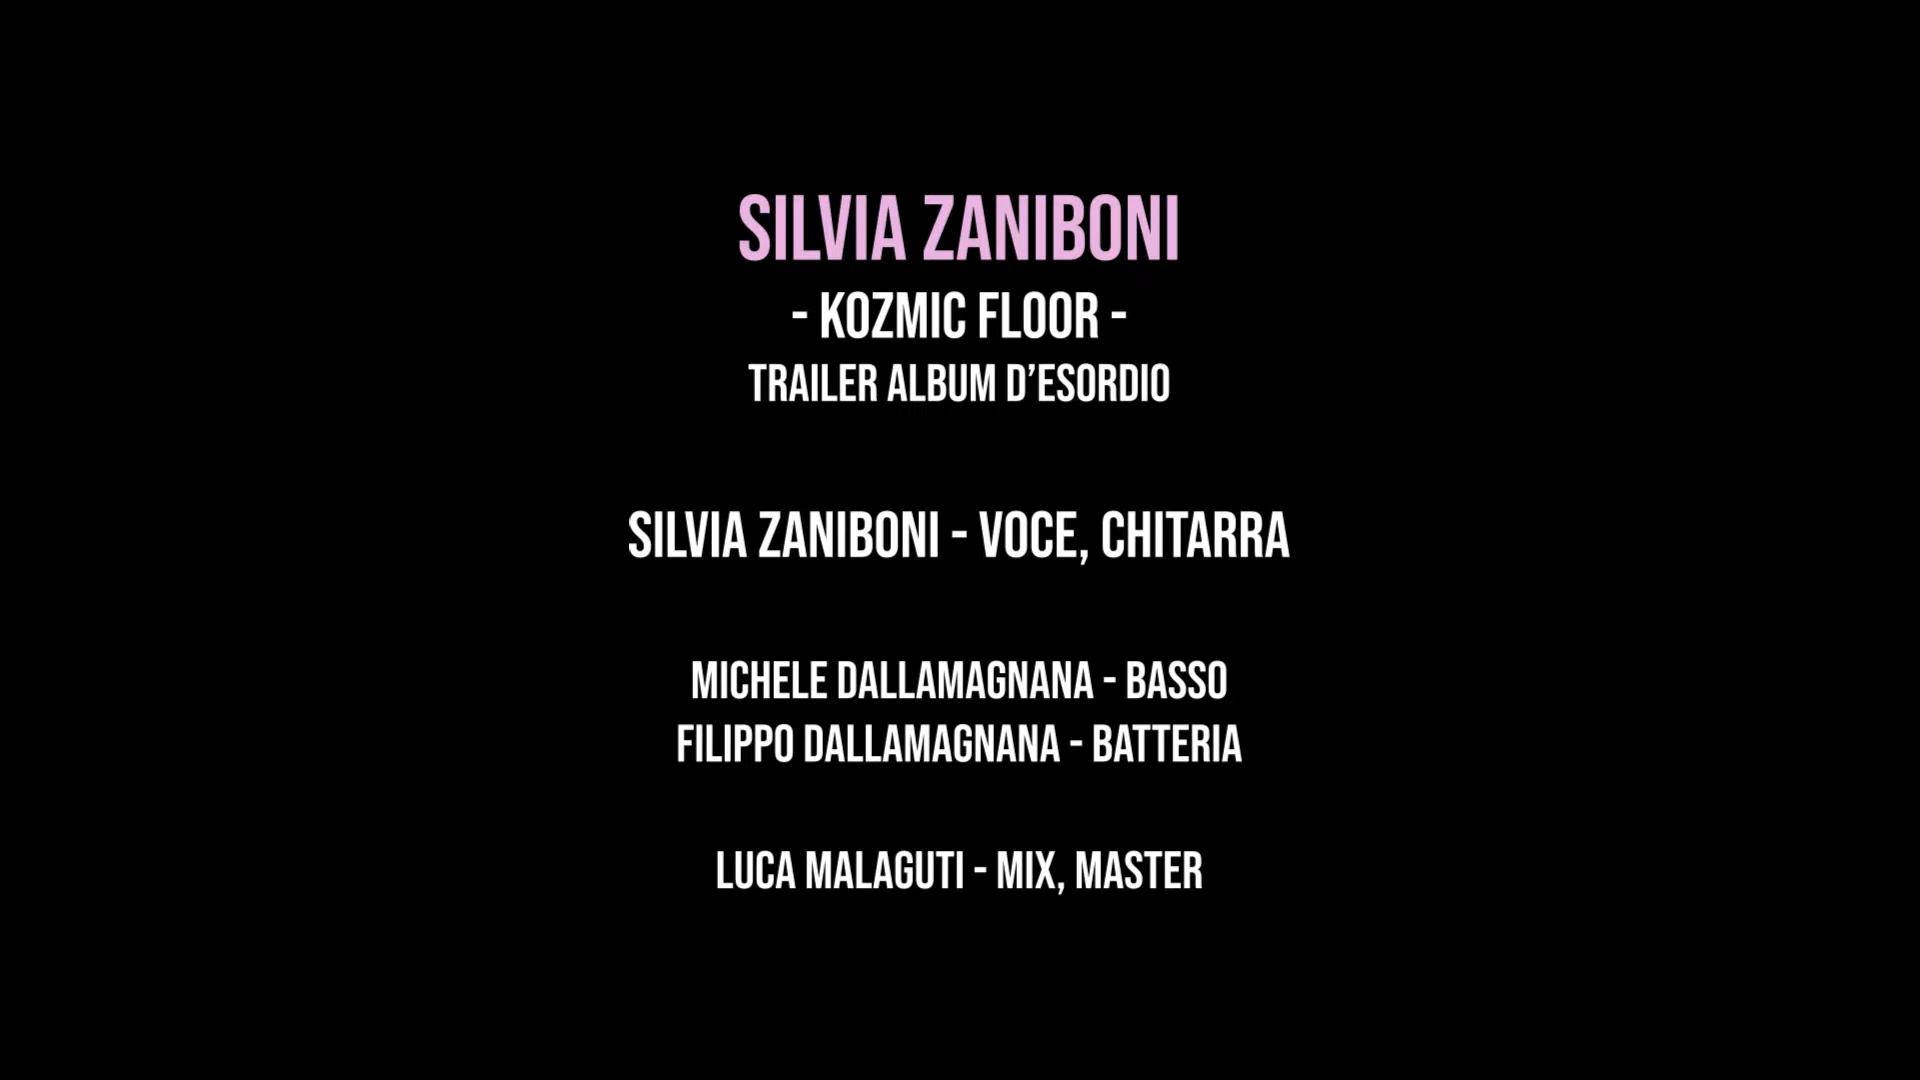 SILVIA ZANIBONI
- KOZMIC FLOOR -
TRAILER ALBUM D’ESORDIO
SILVIA ZANIBONI - VOCE, CHITARRA
MICHELE DALLAMAGNANA - BASSO
FILIPPO DALLAMAGNANA - BATTERIA
LUCA MALAGUTI - MIX, MASTER